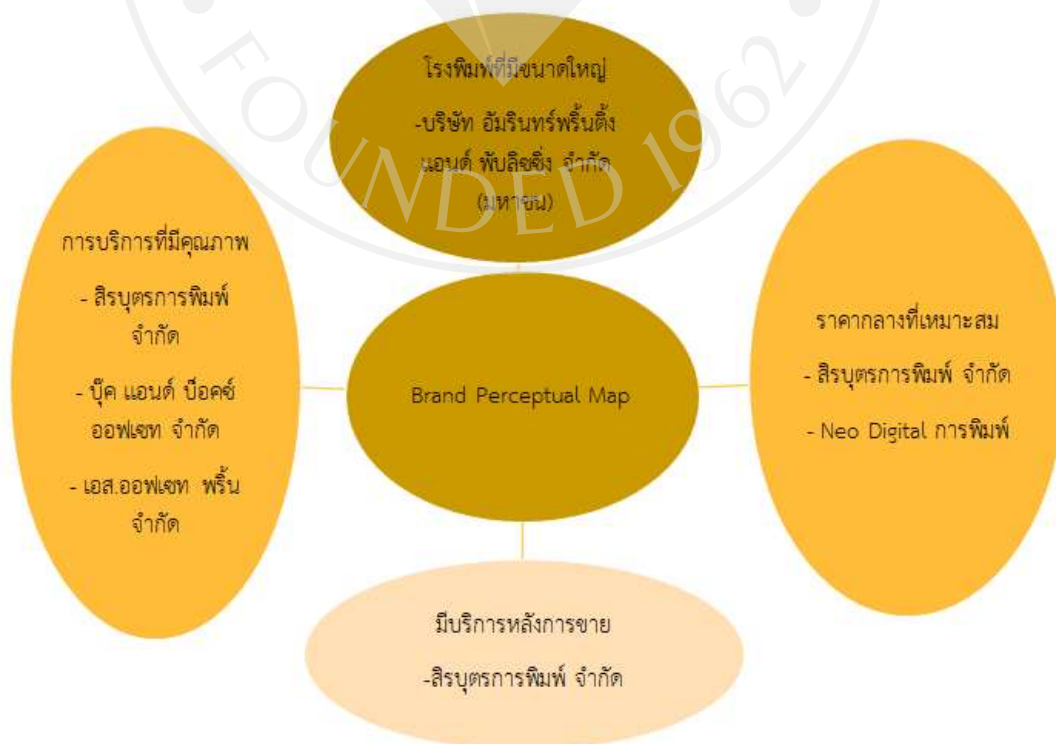 โรงพิมพ์ที่มีขนาดใหญ่
-บริษัท อัมรินทร์พริ้นติ้ง
แอนด์ พับลิชชิ่ง จำกัด
(มหาชน)
การบริการที่มีคุณภาพ
- สิรบุตรการพิมพ์
จำกัด
- บุ๊ค แอนด์ บ๊อคซ์
ออฟเซท จำกัด
- เอส.ออฟเซท พริ้น
จำกัด
Brand Perceptual Map
ราคากลางที่เหมาะสม
- สิรบุตรการพิมพ์ จำกัด
- Neo Digital การพิมพ์
มีบริการหลังการขาย
-สิรบุตรการพิมพ์ จำกัด
FOUNDED 1962